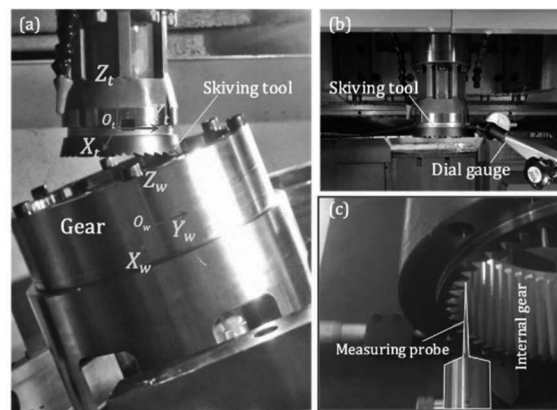 (a)
Z_t
Skiving tool
O_t
Y_t
X_t
Z_w
Gear
O_w
Y_w
X_w
(b)
Skiving tool
Dial gauge
(c)
Measuring probe
Internal gear